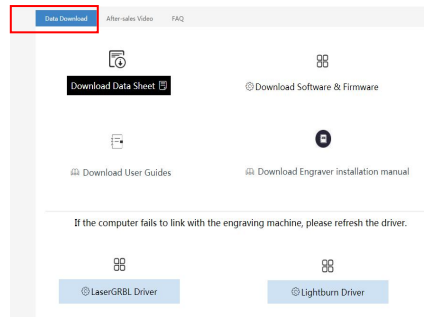 Data Download After-sales Video FAQ
Download Data Sheet
Download Software & Firmware
Download User Guides
Download Engraver installation manual
If the computer fails to link with the engraving machine, please refresh the driver.
LaserGRBL Driver
Lightburn Driver